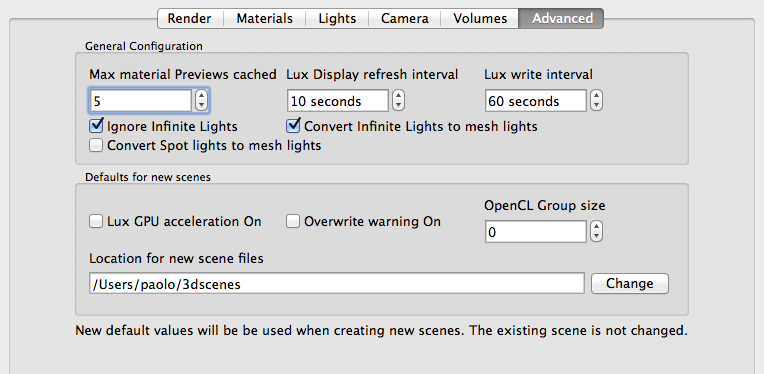 Render Materials Lights Camera Volumes Advanced
General Configuration
Max material Previews cached Lux Display refresh interval Lux write interval
5 10 seconds 60 seconds
Ignore Infinite Lights Convert Infinite Lights to mesh lights
Convert Spot lights to mesh lights
Defaults for new scenes
OpenCL Group size
Lux GPU acceleration On Overwrite warning On
0
Location for new scene files
/Users/paolo/3dscenes Change
New default values will be be used when creating new scenes. The existing scene is not changed.